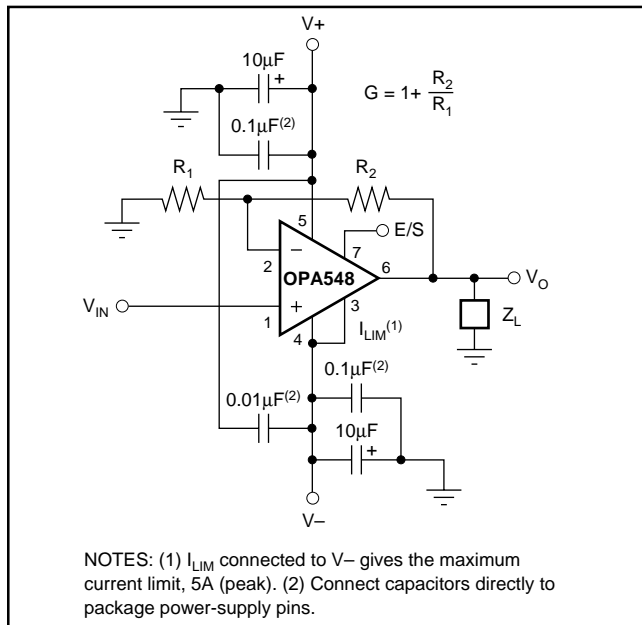 V+
10µF
+
G = 1+ R2
R1
0.1µF(2)
R1
R2
5
E/S
7
–
2
OPA548
6
VO
VIN
+
1
3
4
ILIM(1)
ZL
0.1µF(2)
0.01µF(2)
10µF
+
V–
NOTES: (1) ILIM connected to V– gives the maximum
current limit, 5A (peak). (2) Connect capacitors directly to
package power-supply pins.